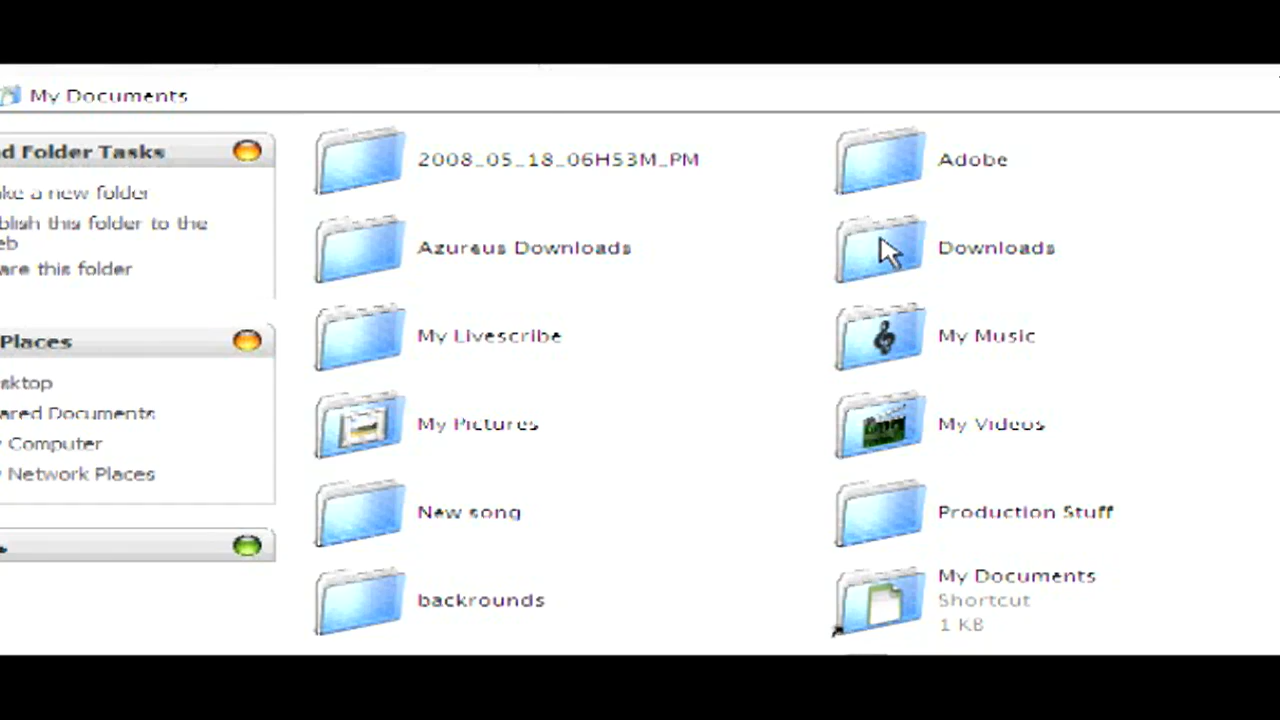 My Documents
d Folder Tasks
ke a new folder
blish this folder to the
eb
are this folder
Places
sktop
ared Documents
Computer
Network Places
2008_05_18_06H53M_PM
Adobe
Azureus Downloads
Downloads
My Livescribe
My Music
My Pictures
My Videos
New song
Production Stuff
backrounds
My Documents
Shortcut
1 KB